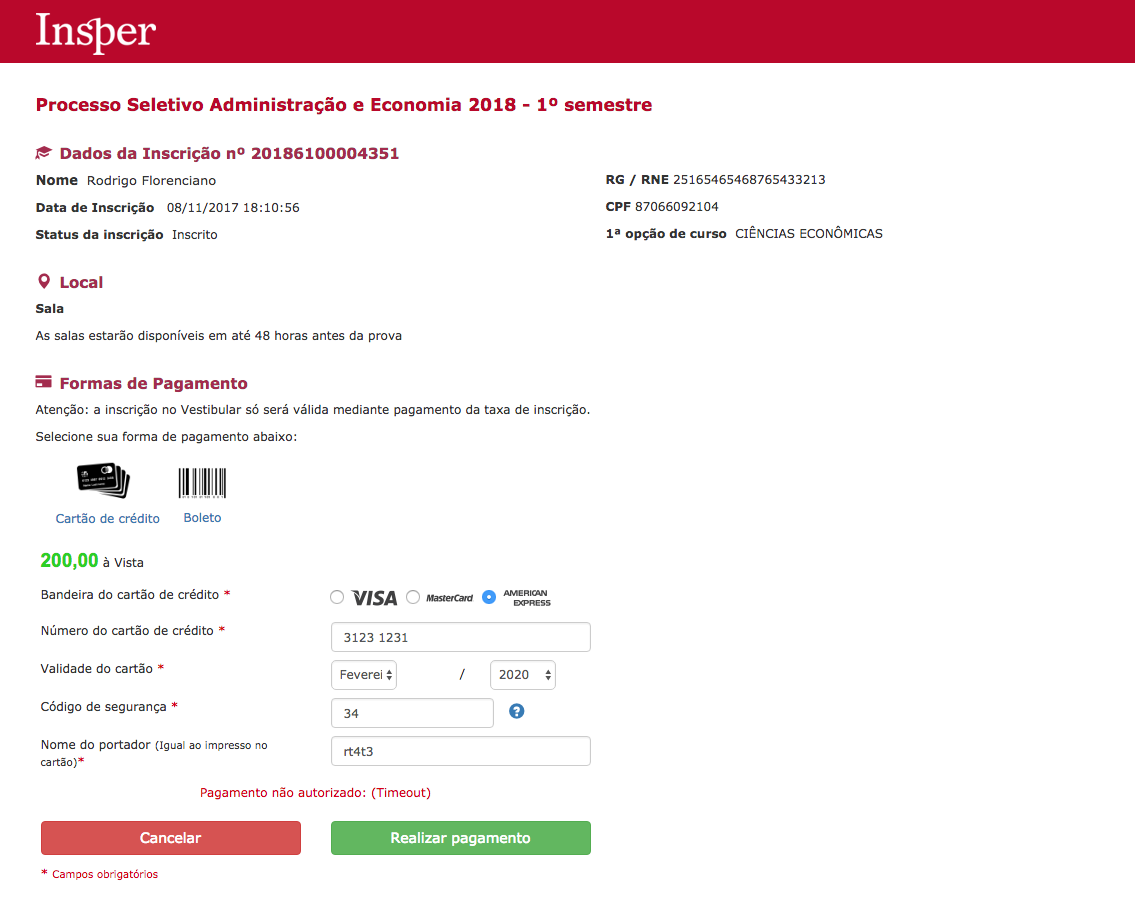 Insper
Processo Seletivo Administração e Economia 2018 - 1º semestre
Dados da Inscrição nº 20186100004351
Nome Rodrigo Florenciano
RG / RNE 25165465468765433213
Data de Inscrição 08/11/2017 18:10:56
CPF 87066092104
Status da inscrição Inscrito
1ª opção de curso CIÊNCIAS ECONÔMICAS
Local
Sala
As salas estarão disponíveis em até 48 horas antes da prova
Formas de Pagamento
Atenção: a inscrição no Vestibular só será válida mediante pagamento da taxa de inscrição.
Selecione sua forma de pagamento abaixo:
Cartão de crédito Boleto
200,00 à Vista
Bandeira do cartão de crédito * VISA MasterCard AMERICAN EXPRESS
Número do cartão de crédito * 3123 1231
Validade do cartão * Feverei / 2020
Código de segurança * 34 ?
Nome do portador (Igual ao impresso no
cartão)* rt4t3
Pagamento não autorizado: (Timeout)
Cancelar Realizar pagamento
* Campos obrigatórios